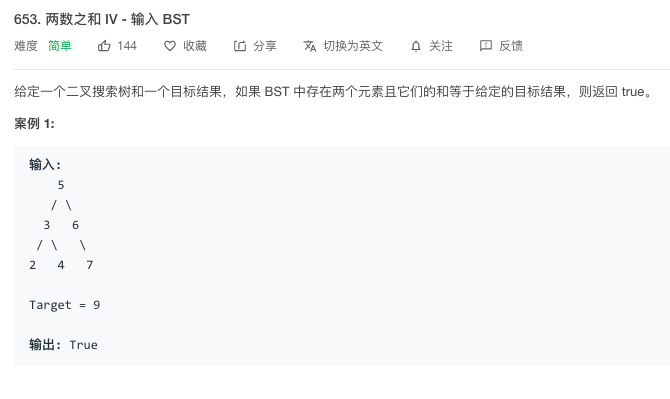 653. 两数之和 IV - 输入 BST
难度 简单 144 收藏 分享 切换为英文 关注 反馈
给定一个二叉搜索树和一个目标结果，如果 BST 中存在两个元素且它们的和等于给定的目标结果，则返回 true。
案例 1:
输入:
    5
   / \
  3   6
 / \   \
2   4   7
Target = 9
输出: True